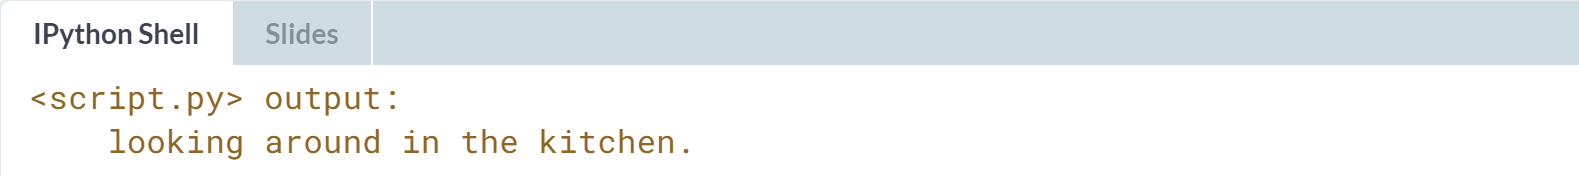 IPython Shell Slides
<script.py> output:
looking around in the kitchen.